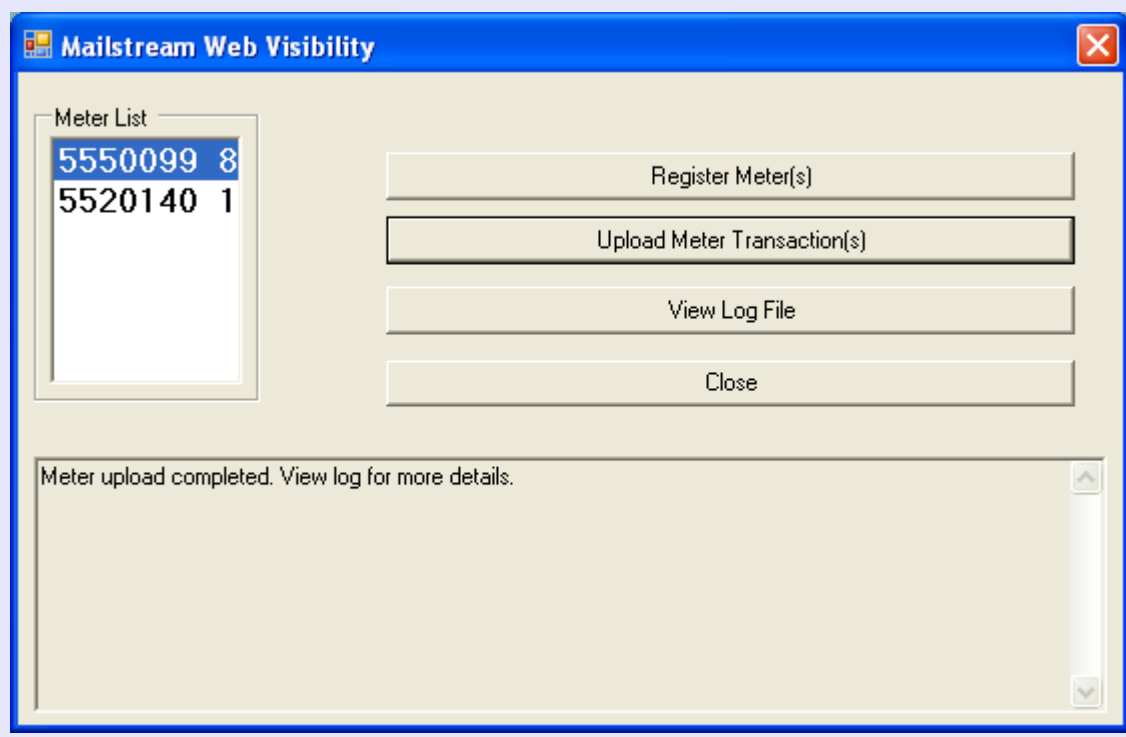 Mailstream Web Visibility
Meter List
5550099 8
5520140 1
Register Meter(s)
Upload Meter Transaction(s)
View Log File
Close
Meter upload completed. View log for more details.